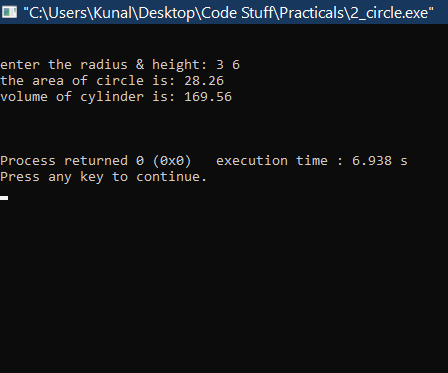 "C:\Users\Kunal\Desktop\Code Stuff\Practicals\2_circle.exe"
enter the radius & height: 3 6
the area of circle is: 28.26
volume of cylinder is: 169.56
Process returned 0 (0x0)   execution time : 6.938 s
Press any key to continue.